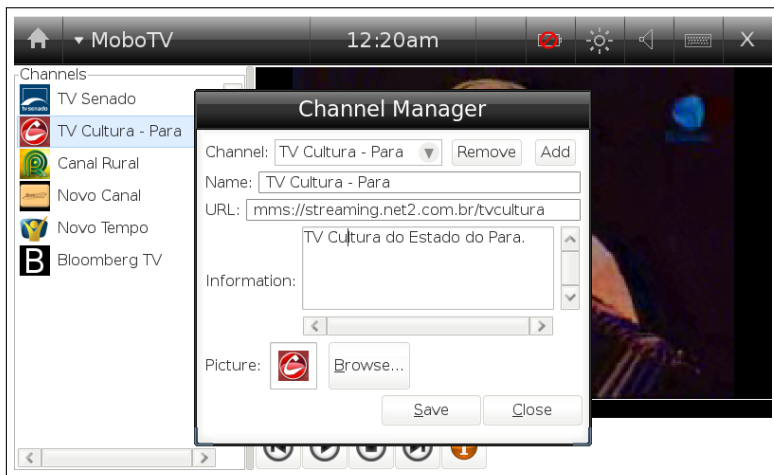 MoboTV 12:20am X
Channels
TV Senado
TV Cultura - Para
Canal Rural
Novo Canal
Novo Tempo
B Bloomberg TV
Channel Manager
Channel: TV Cultura - Para Remove Add
Name: TV Cultura - Para
URL: mms://streaming.net2.com.br/tvcultura
Information: TV Cultura do Estado do Para.
Picture: Browse...
Save Close